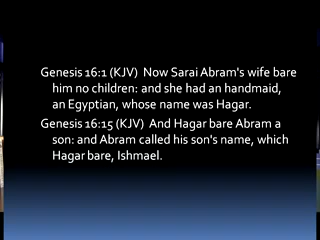 Genesis 16:1 (KJV)  Now Sarai Abram's wife bare
him no children: and she had an handmaid,
an Egyptian, whose name was Hagar.
Genesis 16:15 (KJV)  And Hagar bare Abram a
son: and Abram called his son's name, which
Hagar bare, Ishmael.